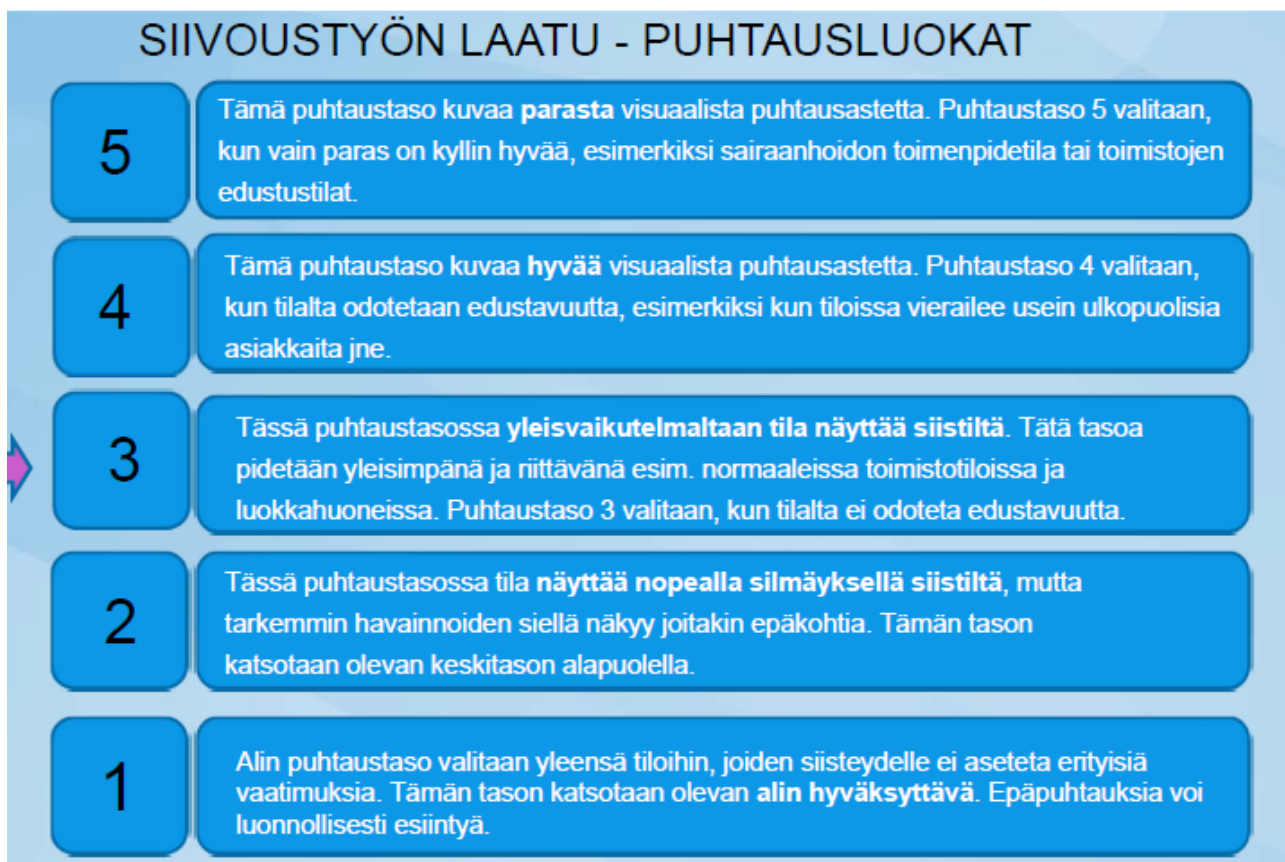 SIIVOUSTYÖN LAATU - PUHTAUSLUOKAT
5
Tämä puhtaustaso kuvaa parasta visuaalista puhtausastetta. Puhtaustaso 5 valitaan,
kun vain paras on kyllin hyvää, esimerkiksi sairaanhoidon toimenpidetila tai toimistojen
edustustilat.
4
Tämä puhtaustaso kuvaa hyvää visuaalista puhtausastetta. Puhtaustaso 4 valitaan,
kun tilalta odotetaan edustavuutta, esimerkiksi kun tiloissa vierailee usein ulkopuolisia
asiakkaita jne.
3
Tässä puhtaustasossa yleisvaikutelmaltaan tila näyttää siistiltä. Tätä tasoa
pidetään yleisimpänä ja riittävänä esim. normaaleissa toimistotiloissa ja
luokkahuoneissa. Puhtaustaso 3 valitaan, kun tilalta ei odoteta edustavuutta.
2
Tässä puhtaustasossa tila näyttää nopealla silmäyksellä siistiltä, mutta
tarkemmin havainnoiden siellä näkyy joitakin epäkohtia. Tämän tason
katsotaan olevan keskitason alapuolella.
1
Alin puhtaustaso valitaan yleensä tiloihin, joiden siisteydelle ei aseteta erityisiä
vaatimuksia. Tämän tason katsotaan olevan alin hyväksyttävä. Epäpuhtauksia voi
luonnollisesti esiintyä.